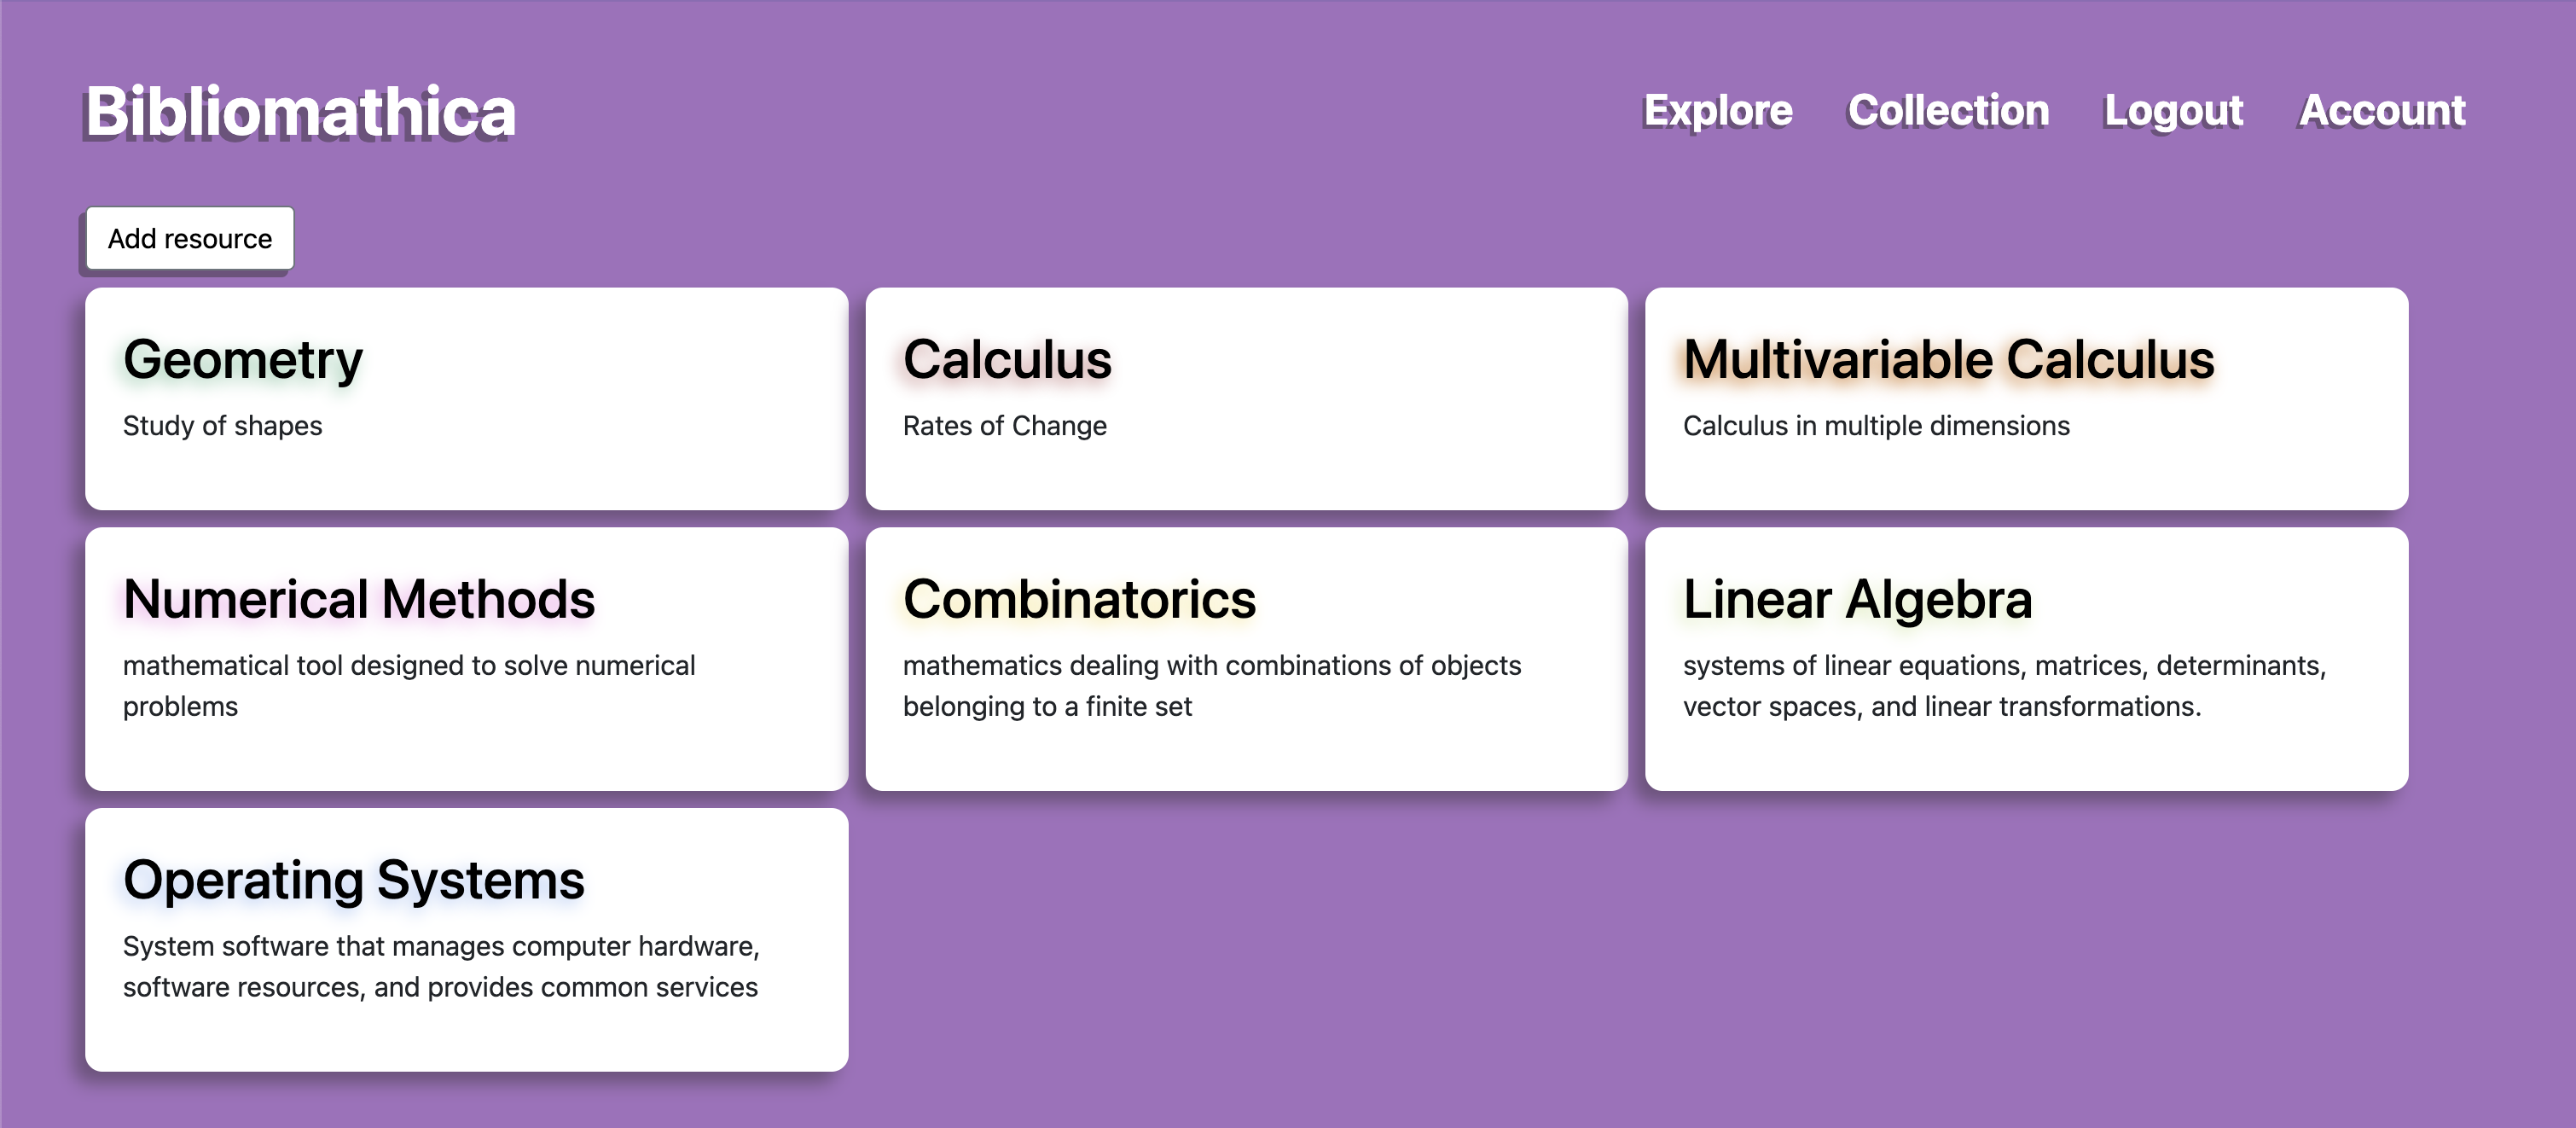 Bibliomathica
Explore Collection Logout Account
Add resource
Geometry
Study of shapes
Calculus
Rates of Change
Multivariable Calculus
Calculus in multiple dimensions
Numerical Methods
mathematical tool designed to solve numerical
problems
Combinatorics
mathematics dealing with combinations of objects
belonging to a finite set
Linear Algebra
systems of linear equations, matrices, determinants,
vector spaces, and linear transformations.
Operating Systems
System software that manages computer hardware,
software resources, and provides common services